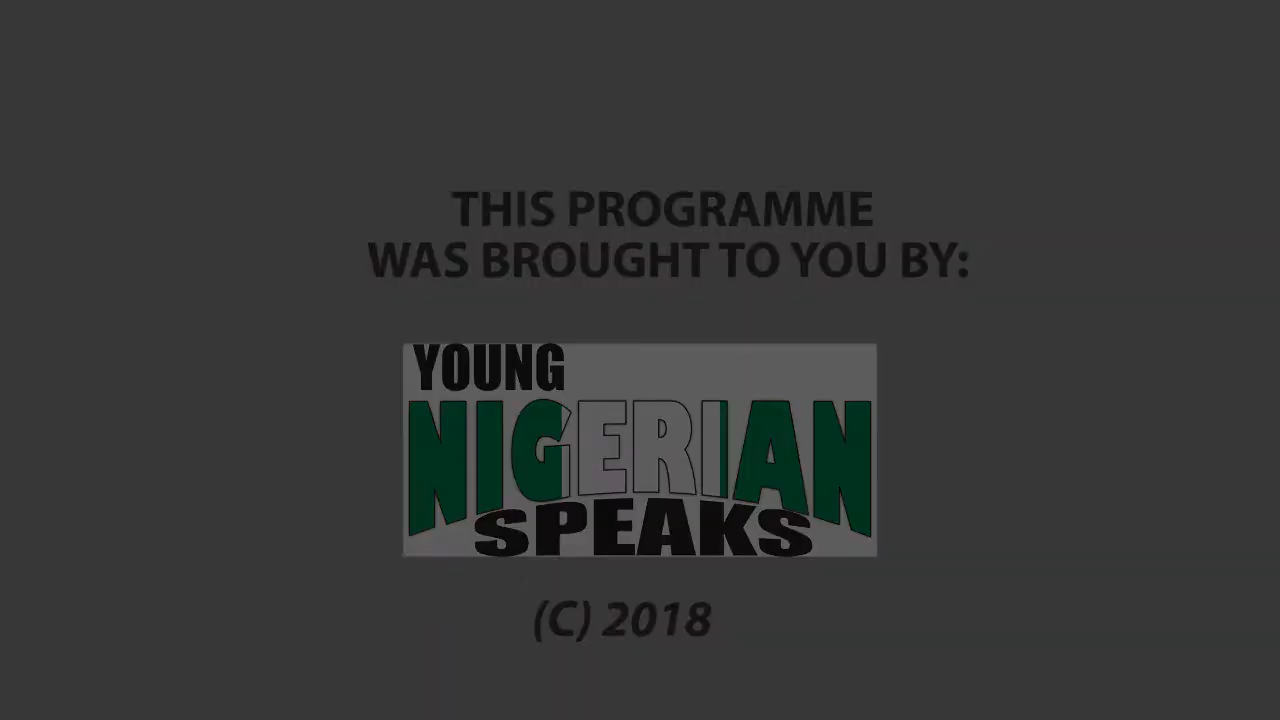 THIS PROGRAMME
WAS BROUGHT TO YOU BY:
YOUNG
NIGERIAN
SPEAKS
(C) 2018